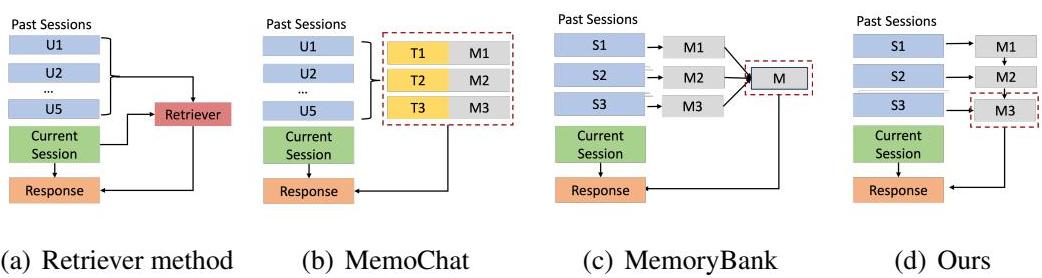 Past Sessions
U1
U2
...
U5
Current
Session
Response
Retriever
(a) Retriever method
Past Sessions
U1
U2
...
U5
Current
Session
Response
T1 M1
T2 M2
T3 M3
(b) MemoChat
Past Sessions
S1
S2
S3
M1
M2
M3
M
Current
Session
Response
(c) MemoryBank
Past Sessions
S1
S2
S3
M1
M2
M3
Current
Session
Response
(d) Ours